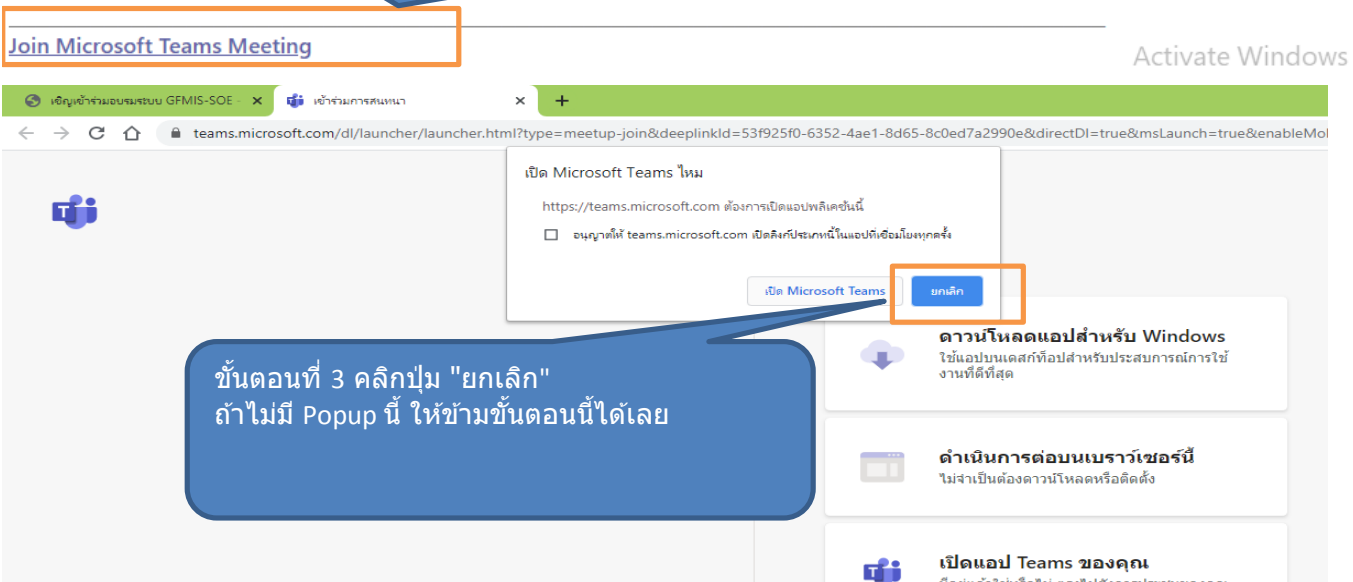 Join Microsoft Teams Meeting
Activate Windows
เชิญเข้าร่วมอบรมระบบ GFMIS-SOE -
เข้าร่วมการสนทนา
teams.microsoft.com/dl/launcher/launcher.html?type=meetup-join&deeplinkId=53f925f0-6352-4ae1-8d65-8c0ed7a2990e&directDl=true&msLaunch=true&enableMol
เปิด Microsoft Teams ไหม
https://teams.microsoft.com ต้องการเปิดแอปพลิเคชันนี้
อนุญาตให้ teams.microsoft.com เปิดลิงก์ประเภทนี้ในแอปที่เชื่อมโยงทุกครั้ง
เปิด Microsoft Teams
ยกเลิก
ขั้นตอนที่ 3 คลิกปุ่ม "ยกเลิก"
ถ้าไม่มี Popup นี้ ให้ข้ามขั้นตอนนี้ได้เลย
ดาวน์โหลดแอปสำหรับ Windows
ใช้แอปบนเดสก์ท็อปสำหรับประสบการณ์การใช้
งานที่ดีที่สุด
ดำเนินการต่อบนเบราว์เซอร์นี้
ไม่จำเป็นต้องดาวน์โหลดหรือติดตั้ง
เปิดแอป Teams ของคุณ